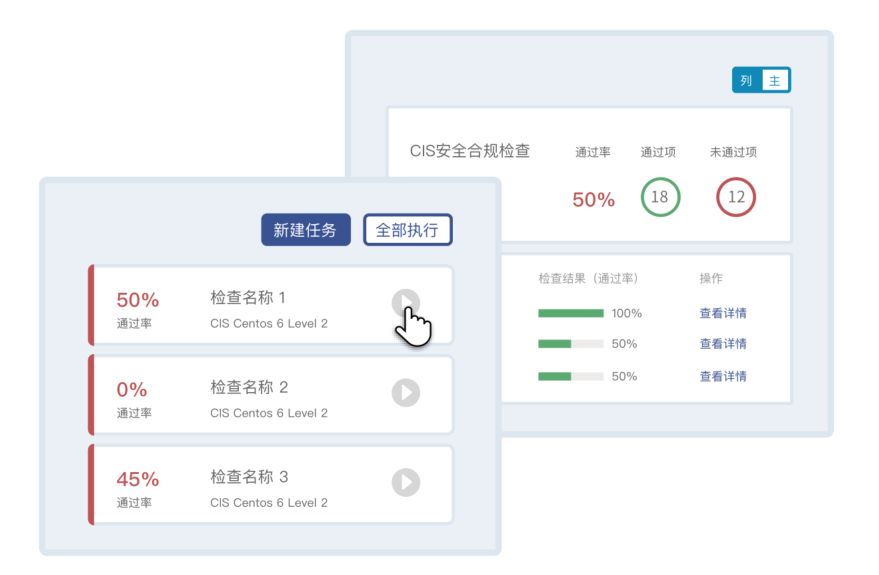 列 主
CIS安全合规检查 通过率 通过项 未通过项
50% 18 12
检查结果（通过率） 操作
100% 查看详情
50% 查看详情
50% 查看详情
新建任务 全部执行
50% 检查名称 1
通过率 CIS Centos 6 Level 2
0% 检查名称 2
通过率 CIS Centos 6 Level 2
45% 检查名称 3
通过率 CIS Centos 6 Level 2